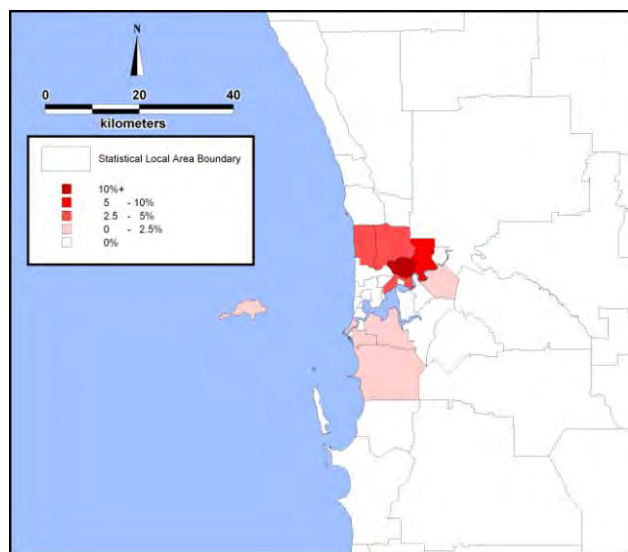 N
0 20 40
kilometers
Statistical Local Area Boundary
10%+
5 - 10%
2.5 - 5%
0 - 2.5%
0%